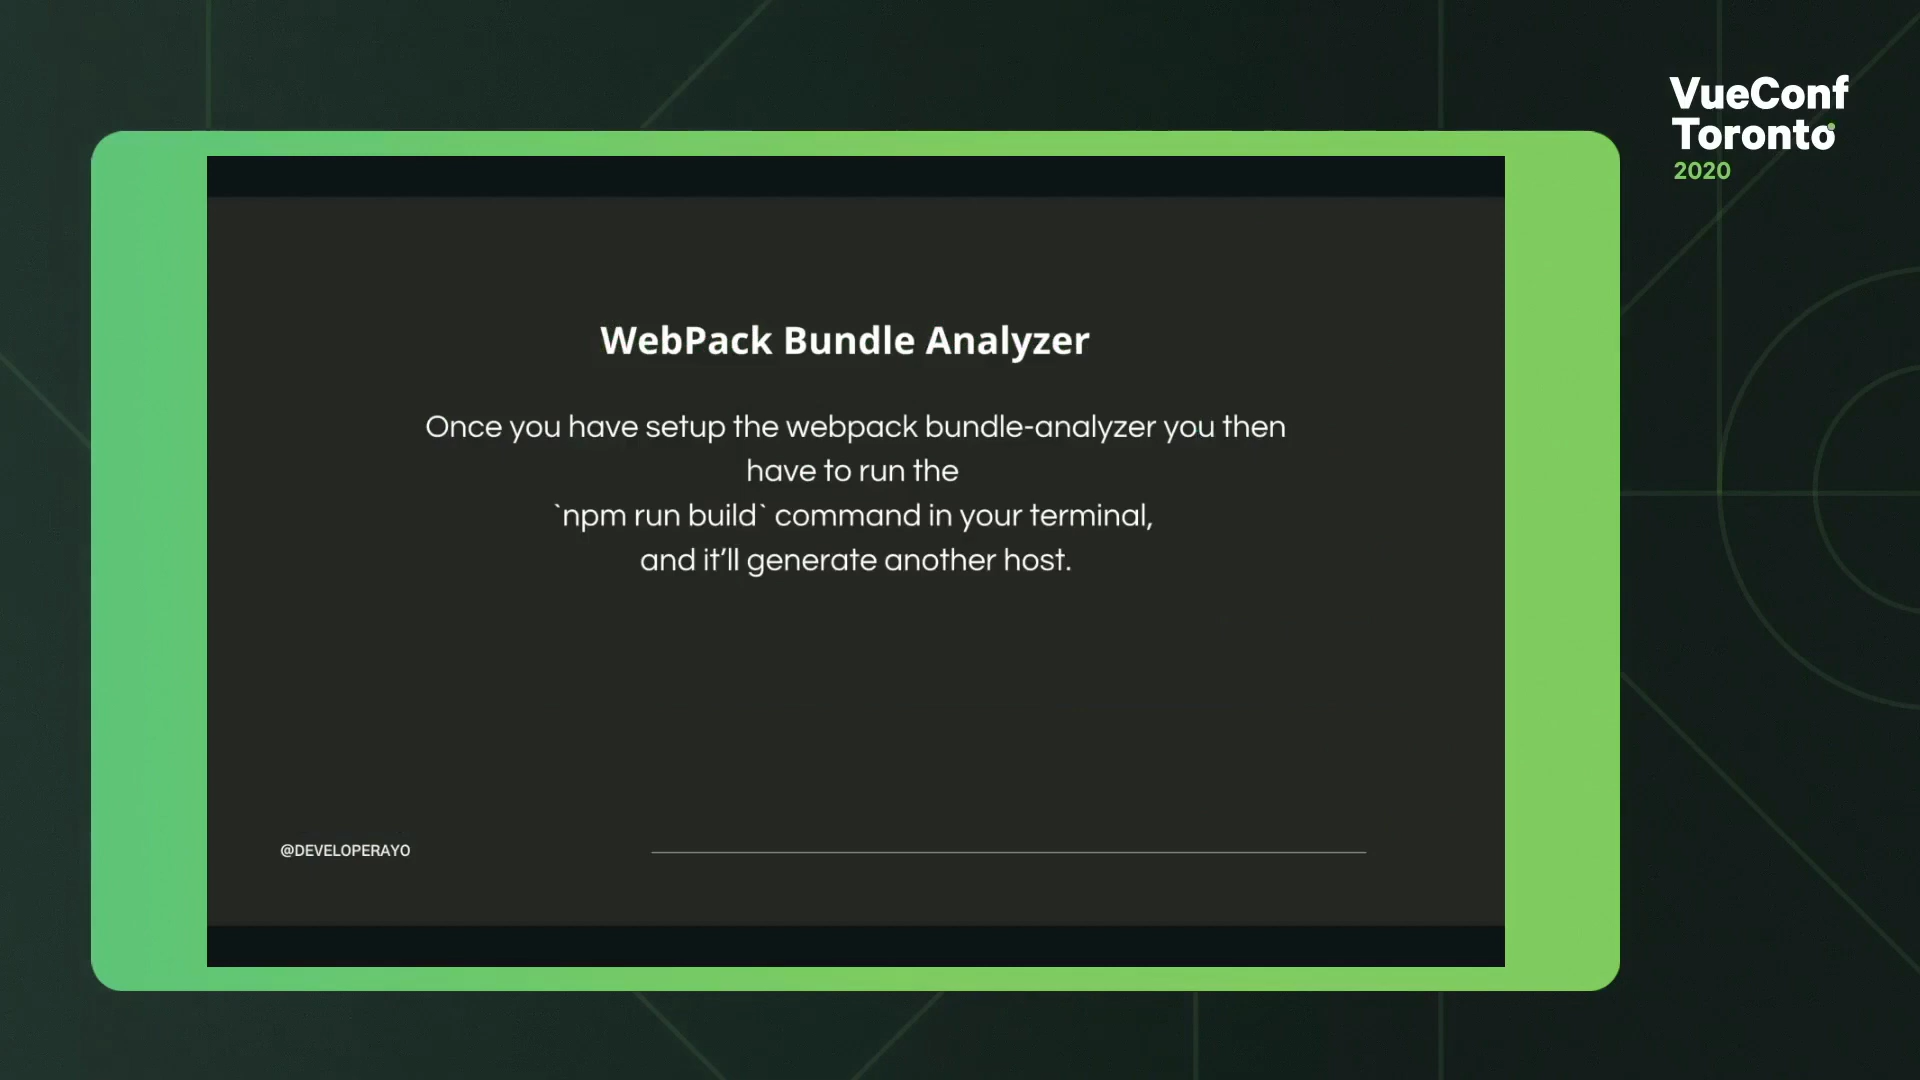 VueConf
Toronto
2020
WebPack Bundle Analyzer
Once you have setup the webpack bundle-analyzer you then
have to run the
`npm run build` command in your terminal,
and it’ll generate another host.
@DEVELOPERAYO